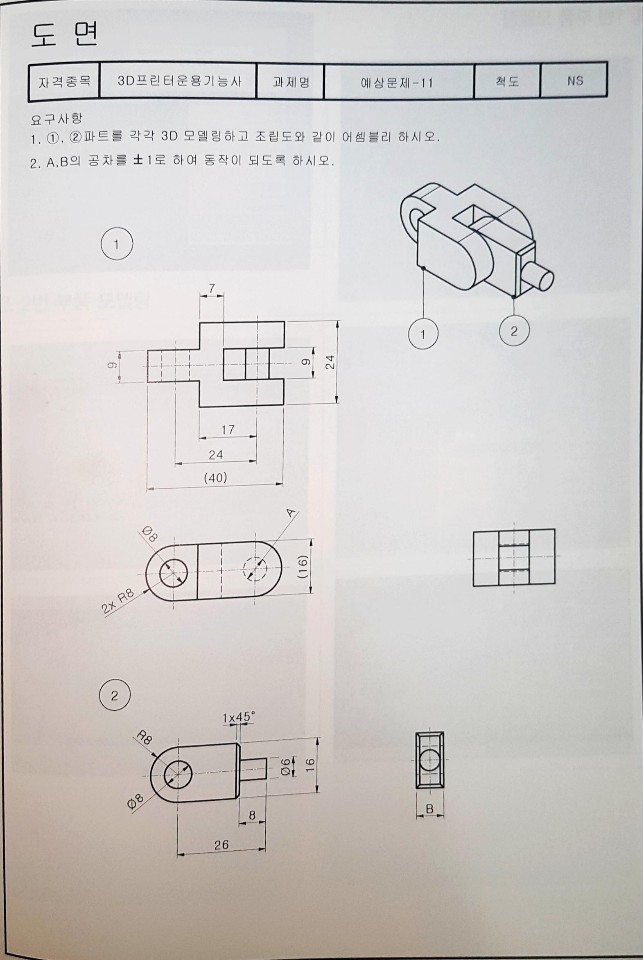 도 면
자격종목 3D프린터운용기능사 과제명 예상문제-11 척도 NS
요구사항
1. ①, ②파트를 각각 3D 모델링하고 조립도와 같이 어셈블리 하시오.
2. A,B의 공차를 ±1로 하여 동작이 되도록 하시오.
1
1
2
7
9
9
24
17
24
(40)
Ø8
A
(16)
2x R8
2
1x45°
R8
Ø8
Ø6
16
8
26
B